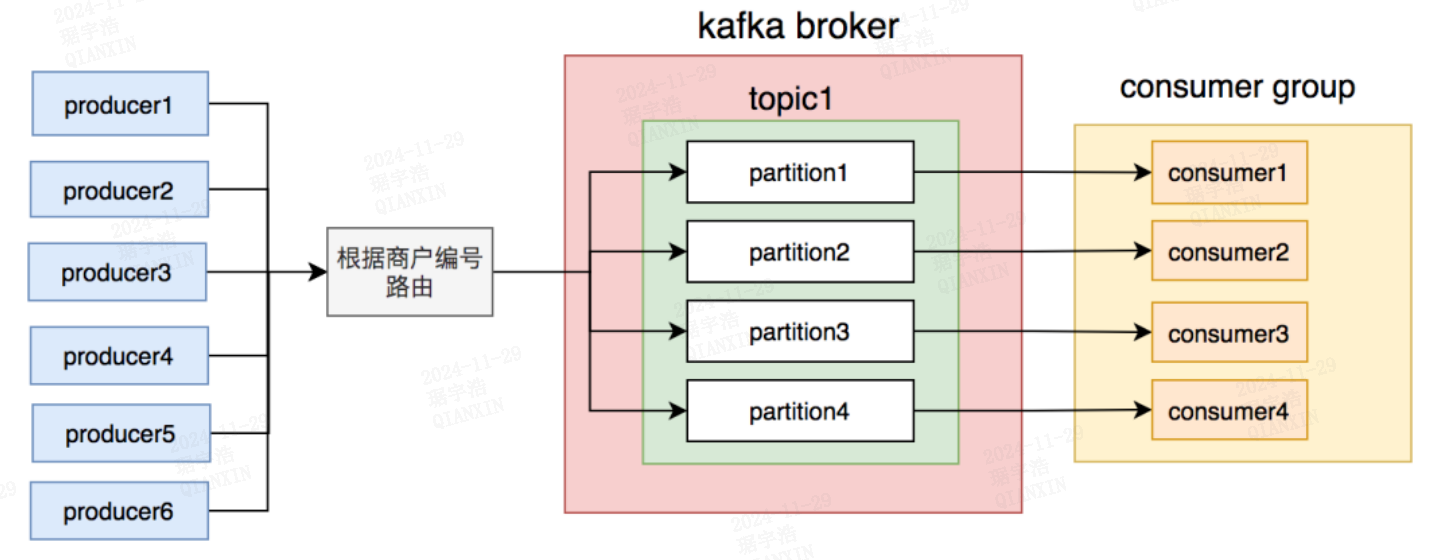 kafka broker
topic1
consumer group
producer1
producer2
producer3
producer4
producer5
producer6
根据商户编号
路由
partition1
partition2
partition3
partition4
consumer1
consumer2
consumer3
consumer4
2024-11-29
琚宇浩
QIANXIN